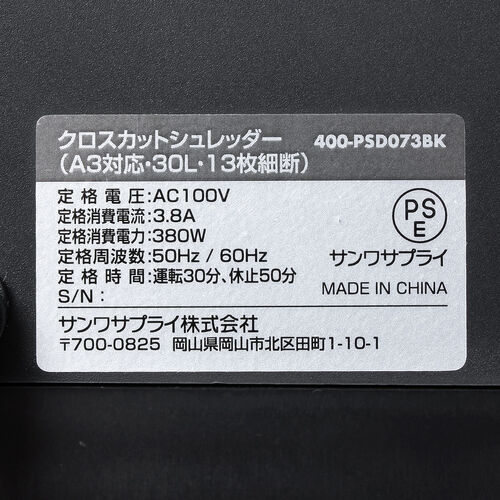 クロスカットシュレッダー 400-PSD073BK
(A3対応・30L・13枚細断)
定格電圧:AC100V
定格消費電流:3.8A
定格消費電力:380W
定格周波数:50Hz / 60Hz
定格時間:運転30分、休止50分
S/N:
PS
E
サンワサプライ
MADE IN CHINA
サンワサプライ株式会社
〒700-0825 岡山県岡山市北区田町1-10-1